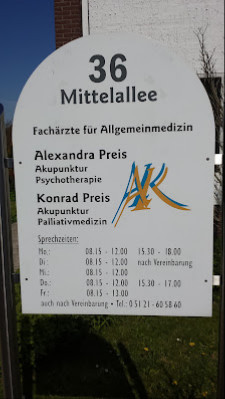 36
Mittelallee
Fachärzte für Allgemeinmedizin
Alexandra Preis
Akupunktur
Psychotherapie
Konrad Preis
Akupunktur
Palliativmedizin
AK
Sprechzeiten:
Mo.: 08.15 - 12.00 15.30 - 18.00
Di: 08.15 - 12.00 nach Vereinbarung
Mi.: 08.15 - 12.00
Do.: 08.15 - 12.00 15.30 - 17.00
Fr.: 08.15 - 12.00
auch nach Vereinbarung • Tel.: 0 51 21 - 60 58 60